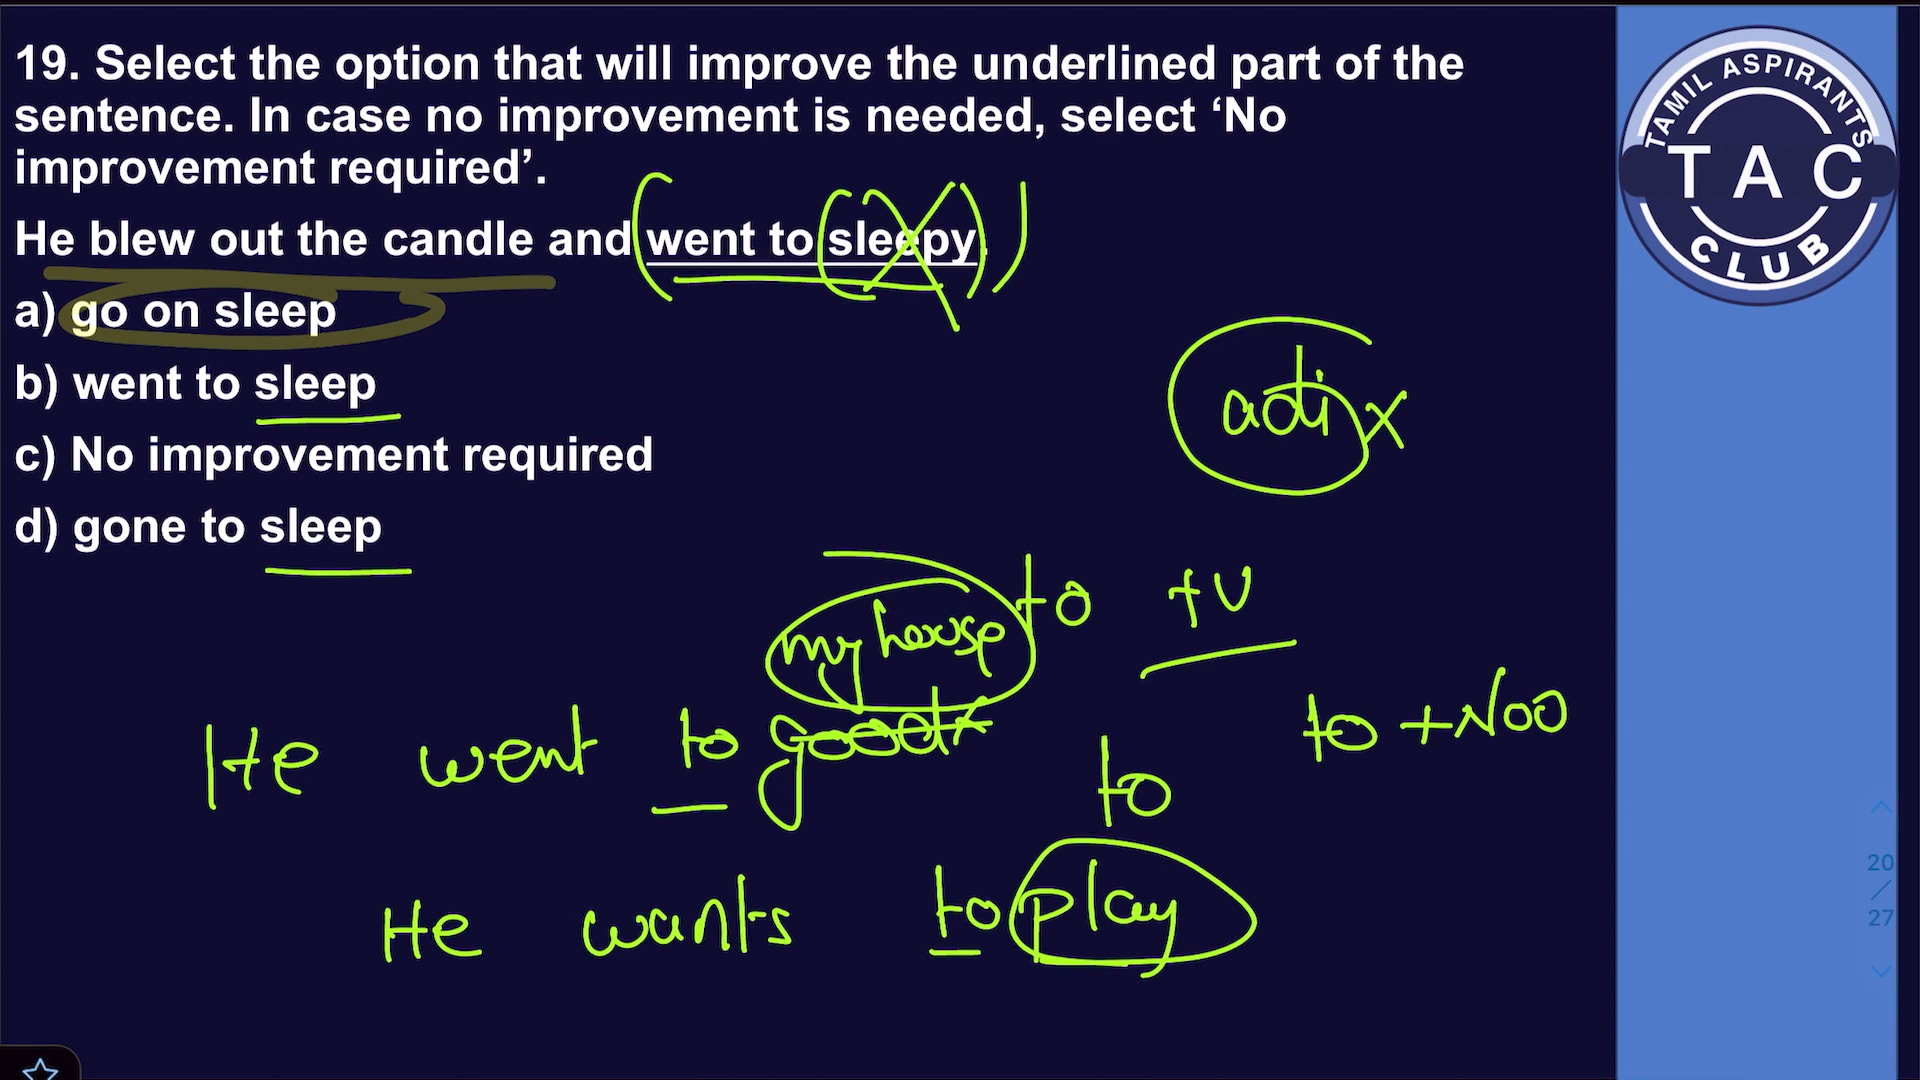 19. Select the option that will improve the underlined part of the
sentence. In case no improvement is needed, select ‘No
improvement required’.
He blew out the candle and went to sleepy.
a) go on sleep
b) went to sleep
c) No improvement required
d) gone to sleep
adj x
my house to + v
He went to good x to + Noo
to
He wants to play
TAMIL ASPIRANTS
TAC
CLUB
20
/
27